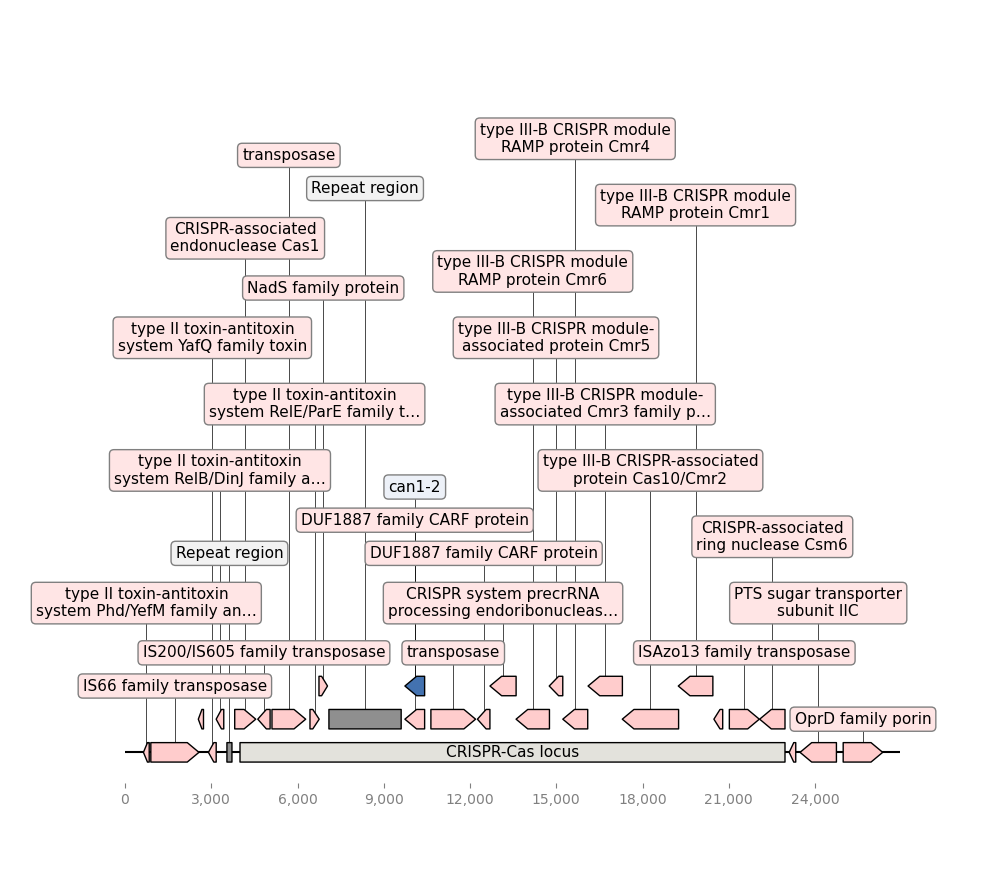 type III-B CRISPR module
RAMP protein Cmr4
transposase
Repeat region
type III-B CRISPR module
RAMP protein Cmr1
CRISPR-associated
endonuclease Cas1
type III-B CRISPR module
RAMP protein Cmr6
NadS family protein
type II toxin-antitoxin
system YafQ family toxin
type III-B CRISPR module-
associated protein Cmr5
type II toxin-antitoxin
system RelE/ParE family t...
type III-B CRISPR module-
associated Cmr3 family p...
type II toxin-antitoxin
system RelB/DinJ family a...
type III-B CRISPR-associated
protein Cas10/Cmr2
can1-2
DUF1887 family CARF protein
CRISPR-associated
ring nuclease Csm6
Repeat region
DUF1887 family CARF protein
type II toxin-antitoxin
system Phd/YefM family an...
CRISPR system precrRNA
processing endoribonucleas...
PTS sugar transporter
subunit IIC
IS200/IS605 family transposase
transposase
ISAzo13 family transposase
IS66 family transposase
OprD family porin
CRISPR-Cas locus
0
3,000
6,000
9,000
12,000
15,000
18,000
21,000
24,000